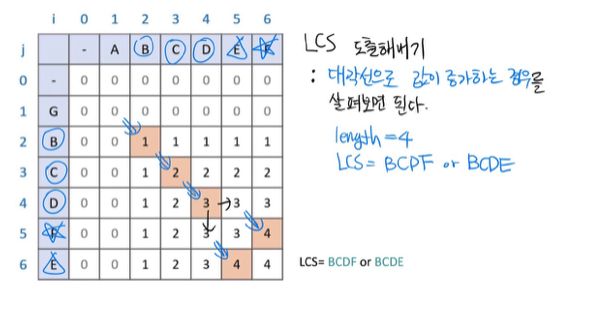 i 0 1 2 3 4 5 6
j - A B C D E F
0 - 0 0 0 0 0 0 0
1 G 0 0 0 0 0 0 0
2 B 0 0 1 1 1 1 1
3 C 0 0 1 2 2 2 2
4 D 0 0 1 2 3 3 3
5 F 0 0 1 2 3 3 4
6 E 0 0 1 2 3 4 4
LCS 도출해버기
: 대각선으로 값이 증가하는 경우를
살펴보면 된다.
length=4
LCS = BCDF or BCDE
LCS= BCDF or BCDE